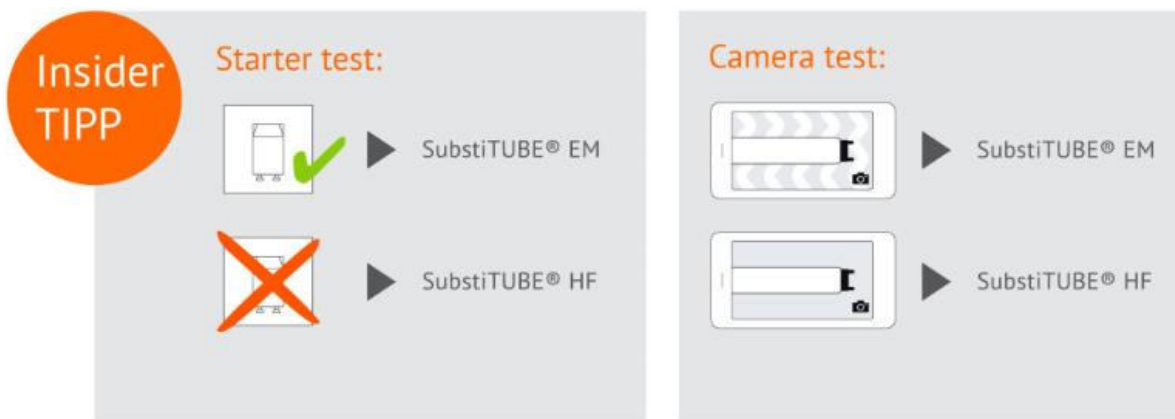 Insider
TIPP
Starter test:
SubstiTUBE® EM
SubstiTUBE® HF
Camera test:
SubstiTUBE® EM
SubstiTUBE® HF